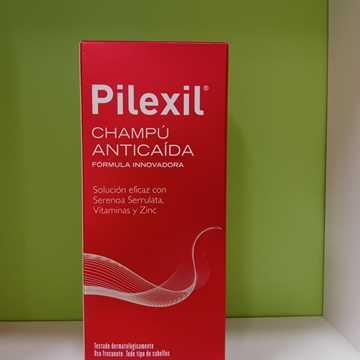 Pilexil®
CHAMPÚ
ANTICAÍDA
FÓRMULA INNOVADORA
Solución eficaz con
Serenoa Serrulata,
Vitaminas y Zinc
Testado dermatológicamente
Uso frecuente. Todo tipo de cabellos